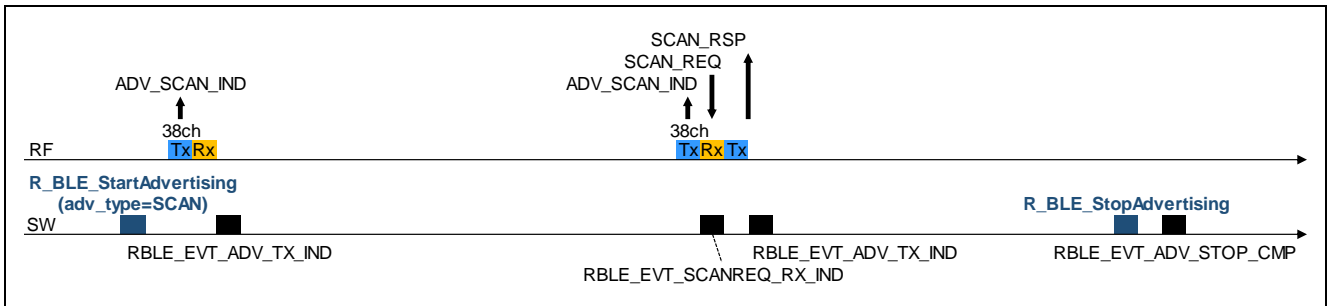 SCAN_RSP
SCAN_REQ
ADV_SCAN_IND
ADV_SCAN_IND
38ch
38ch
RF
Tx Rx
Tx Rx Tx
R_BLE_StartAdvertising
(adv_type=SCAN)
R_BLE_StopAdvertising
SW
RBLE_EVT_ADV_TX_IND
RBLE_EVT_ADV_TX_IND
RBLE_EVT_ADV_STOP_CMP
RBLE_EVT_SCANREQ_RX_IND